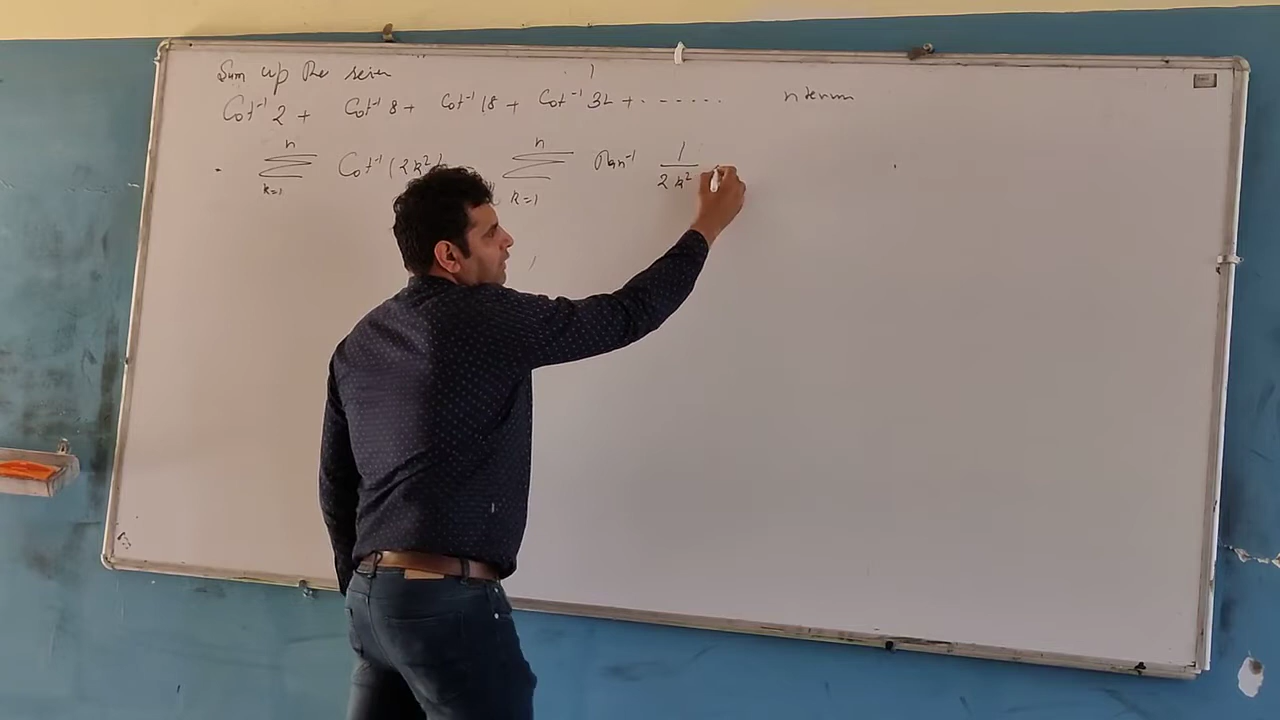 Sum up the series
Cot⁻¹ 2 + Cot⁻¹ 8 + Cot⁻¹ 18 + Cot⁻¹ 32 + ....... n terms
n Σ k=1 Cot⁻¹ (2k²) n Σ k=1 Tan⁻¹ 1/2k²